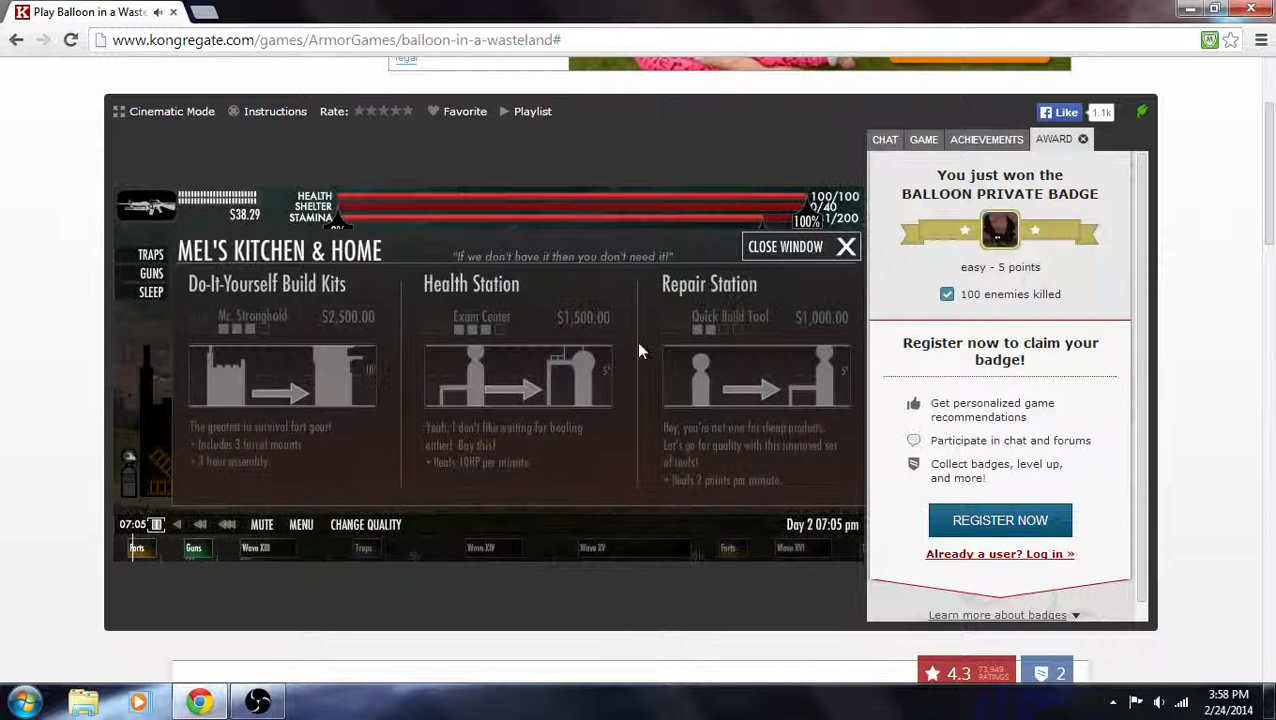 Play Balloon in a Waste
www.kongregate.com/games/ArmorGames/balloon-in-a-wasteland#
legal
Cinematic Mode
Instructions
Rate:
Favorite
Playlist
Like
1.1k
CHAT
GAME
ACHIEVEMENTS
AWARD
You just won the
BALLOON PRIVATE BADGE
easy - 5 points
100 enemies killed
Register now to claim your
badge!
Get personalized game
recommendations
Participate in chat and forums
Collect badges, level up,
and more!
REGISTER NOW
Already a user? Log in »
Learn more about badges
$38.29
HEALTH
SHELTER
STAMINA
100/100
0/40
1/200
100%
TRAPS
GUNS
SLEEP
MEL'S KITCHEN & HOME
"If we don't have it then you don't need it!"
CLOSE WINDOW X
Do-It-Yourself Build Kits
Mr. Stronghold
$2,500.00
The greatest in survival fort gear!
+ Includes 3 turret mounts
+ 3 hour assembly.
Health Station
Exam Center
$1,500.00
Yeah, I don't like waiting for healing
either! Buy this!
+ Heals 10HP per minute
Repair Station
Quick Build Tool
$1,000.00
Hey, you're not one for cheap products.
Let's go for quality with this improved set
of tools!
+ Heals 2 points per minute.
07:05
MUTE
MENU
CHANGE QUALITY
Day 2 07:05 pm
Forts
Guns
Wave XIII
Traps
Wave XIV
Wave XV
Forts
Wave XVI
4.3
73,949
RATINGS
2
3:58 PM
2/24/2014